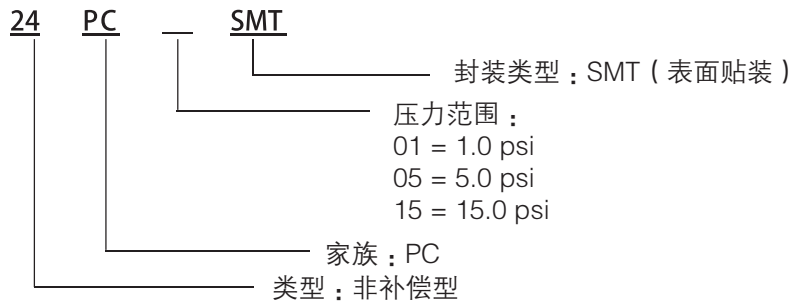 24 PC __ SMT
封装类型：SMT（表面贴装）
压力范围：
01 = 1.0 psi
05 = 5.0 psi
15 = 15.0 psi
家族：PC
类型：非补偿型